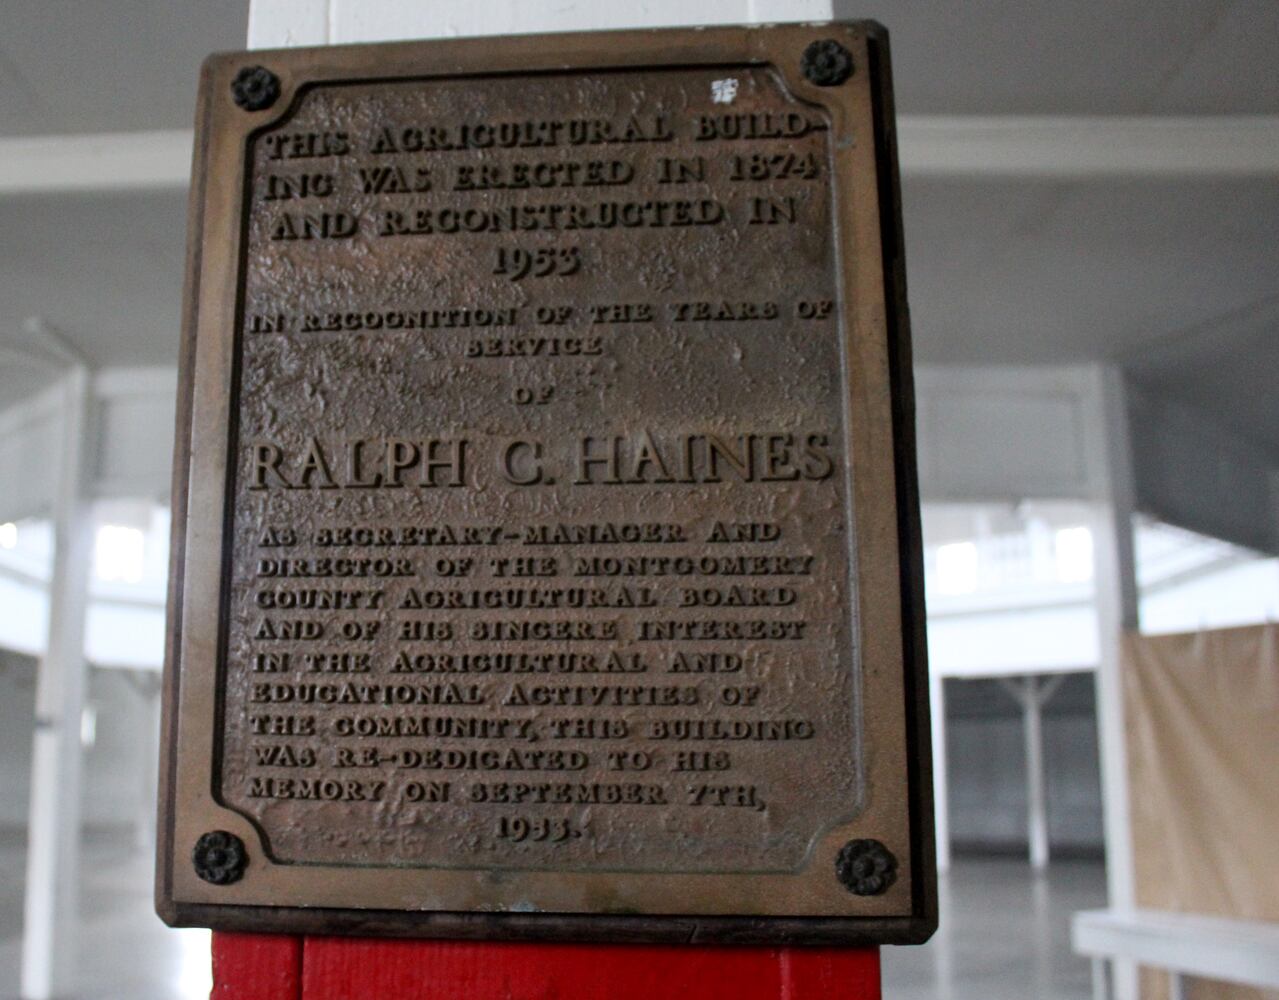 THIS AGRICULTURAL BUILD-
ING WAS ERECTED IN 1874
AND RECONSTRUCTED IN
1953
IN RECOGNITION OF THE YEARS OF
SERVICE
OF
RALPH C. HAINES
AS SECRETARY-MANAGER AND
DIRECTOR OF THE MONTGOMERY
COUNTY AGRICULTURAL BOARD
AND OF HIS SINCERE INTEREST
IN THE AGRICULTURAL AND
EDUCATIONAL ACTIVITIES OF
THE COMMUNITY, THIS BUILDING
WAS RE-DEDICATED TO HIS
MEMORY ON SEPTEMBER 7TH,
1953.